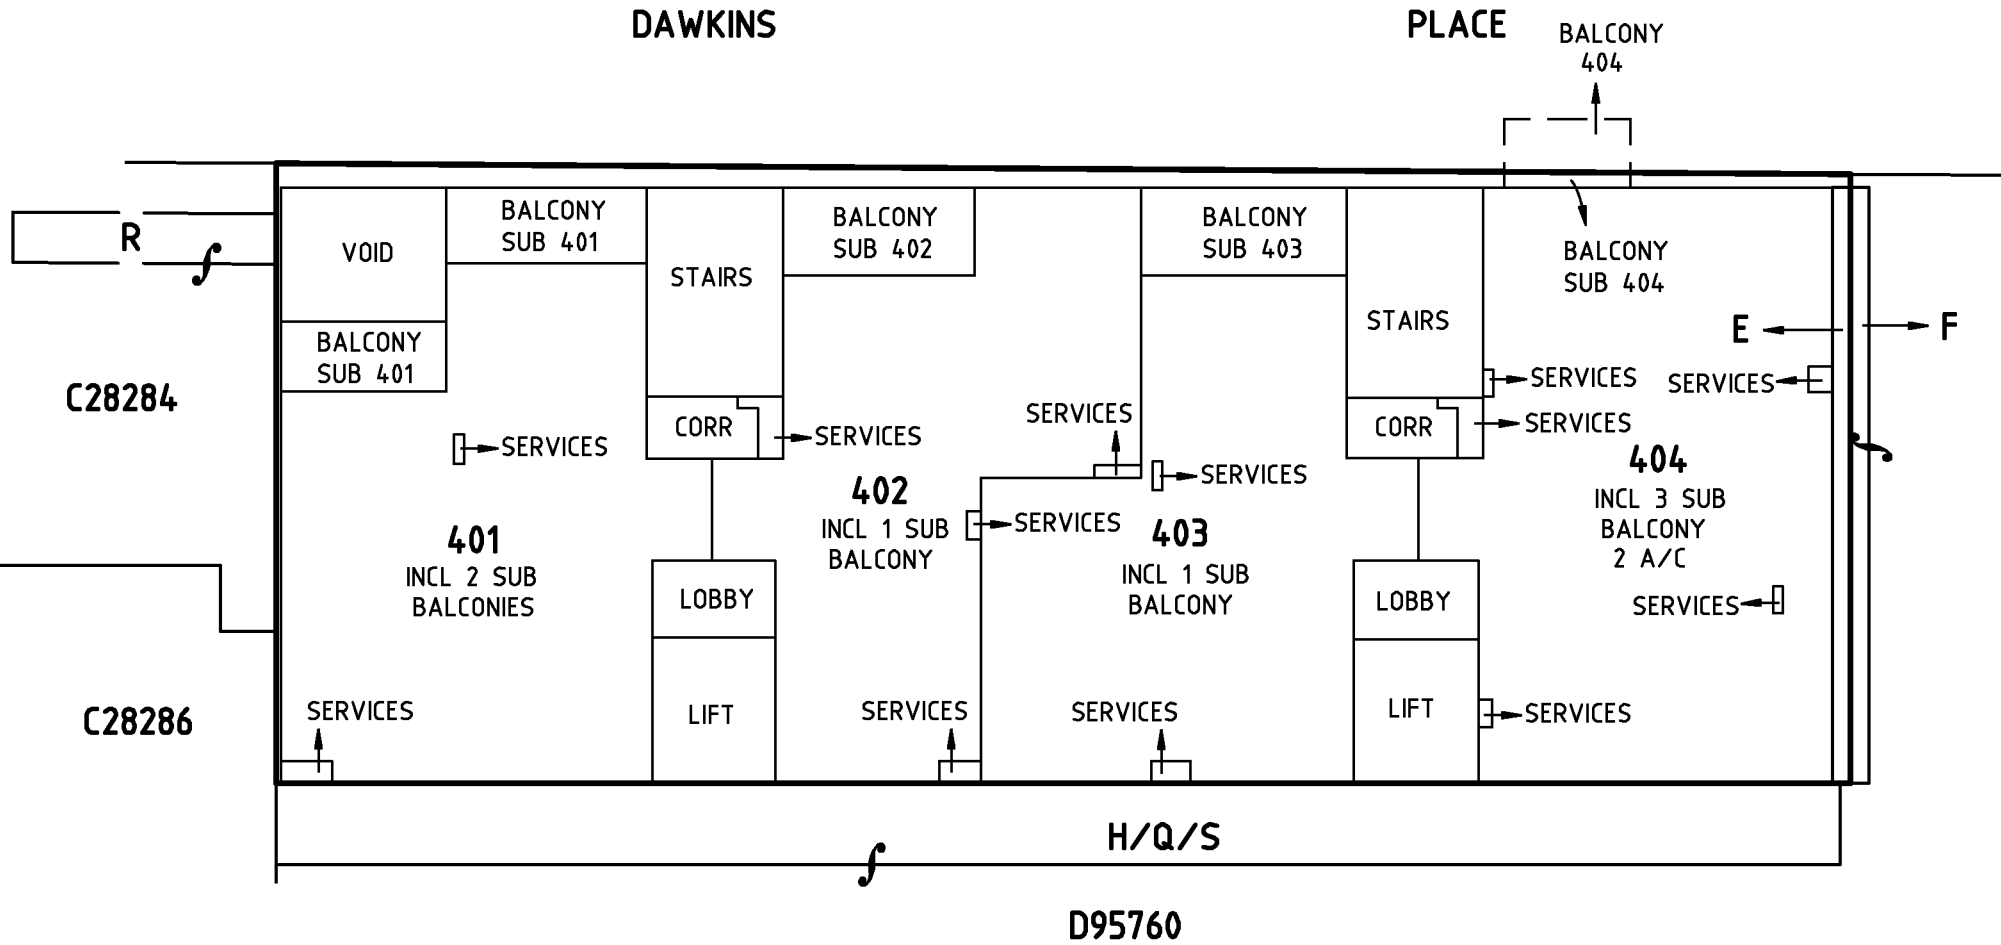 DAWKINS PLACE
BALCONY
404
R
VOID
BALCONY
SUB 401
BALCONY
SUB 401
STAIRS
BALCONY
SUB 402
BALCONY
SUB 403
STAIRS
BALCONY
SUB 404
E
F
C28284
SERVICES
CORR
SERVICES
SERVICES
SERVICES
SERVICES
CORR
SERVICES
SERVICES
SERVICES
404
INCL 3 SUB
BALCONY
2 A/C
402
INCL 1 SUB
BALCONY
SERVICES
401
INCL 2 SUB
BALCONIES
403
INCL 1 SUB
BALCONY
LOBBY
LOBBY
SERVICES
C28286
SERVICES
LIFT
SERVICES
SERVICES
LIFT
SERVICES
H/Q/S
D95760